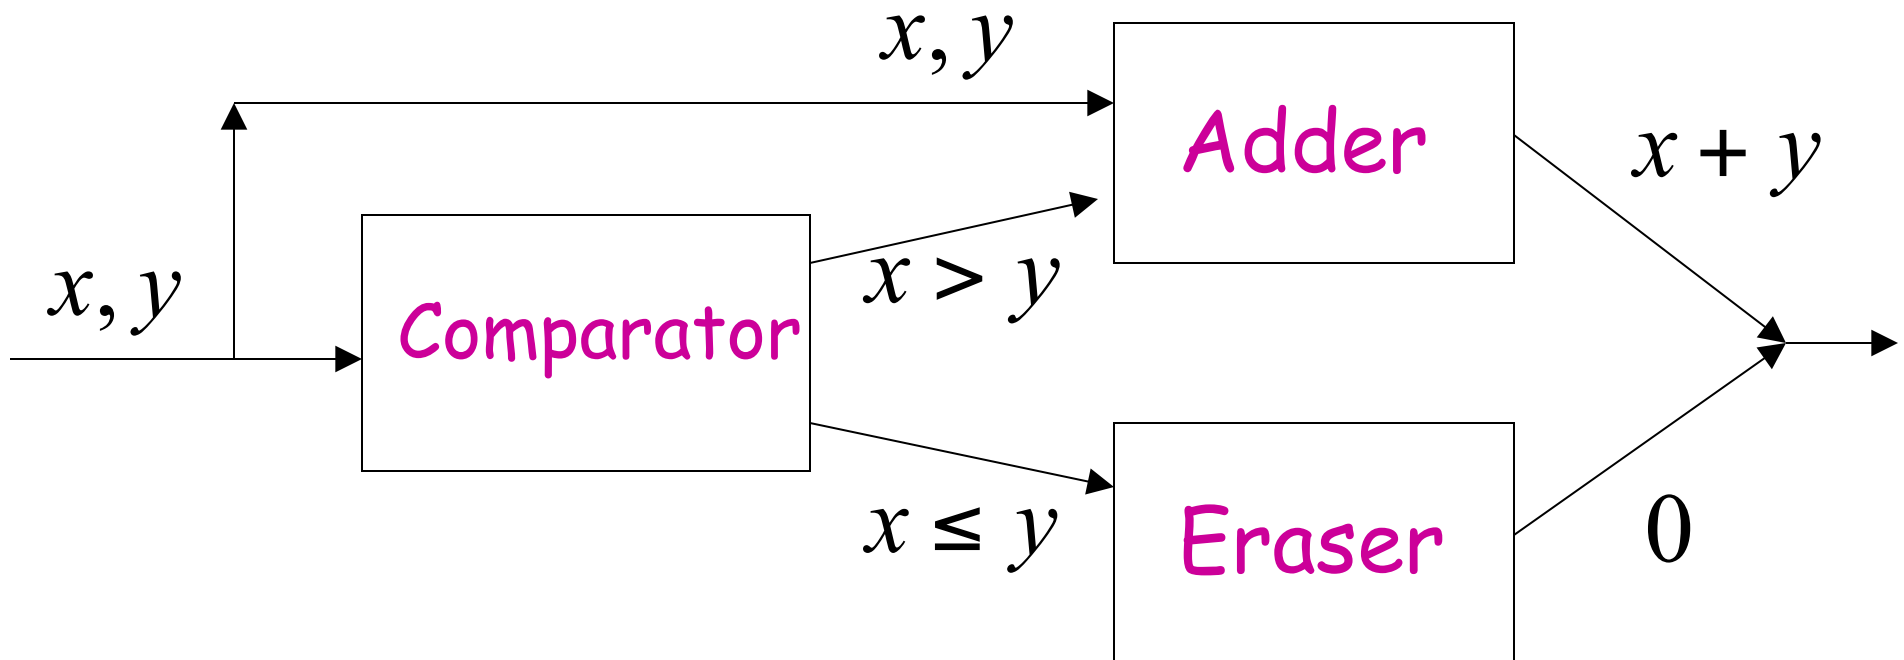 x, y
Adder
x + y
x, y
x > y
Comparator
x ≤ y
Eraser
0